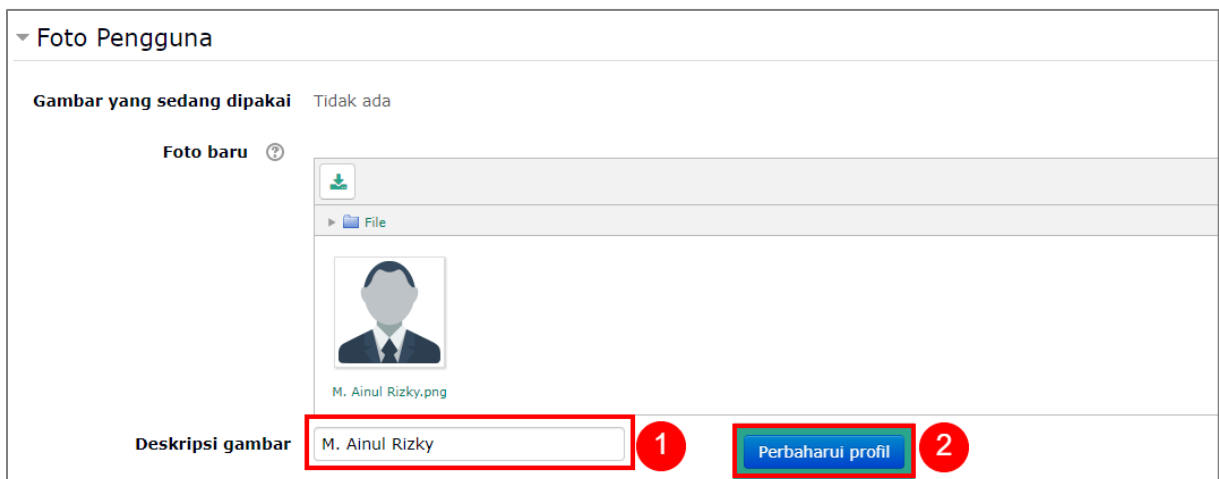 Foto Pengguna
Gambar yang sedang dipakai Tidak ada
Foto baru ?
File
M. Ainul Rizky.png
Deskripsi gambar M. Ainul Rizky 1 Perbaharui profil 2